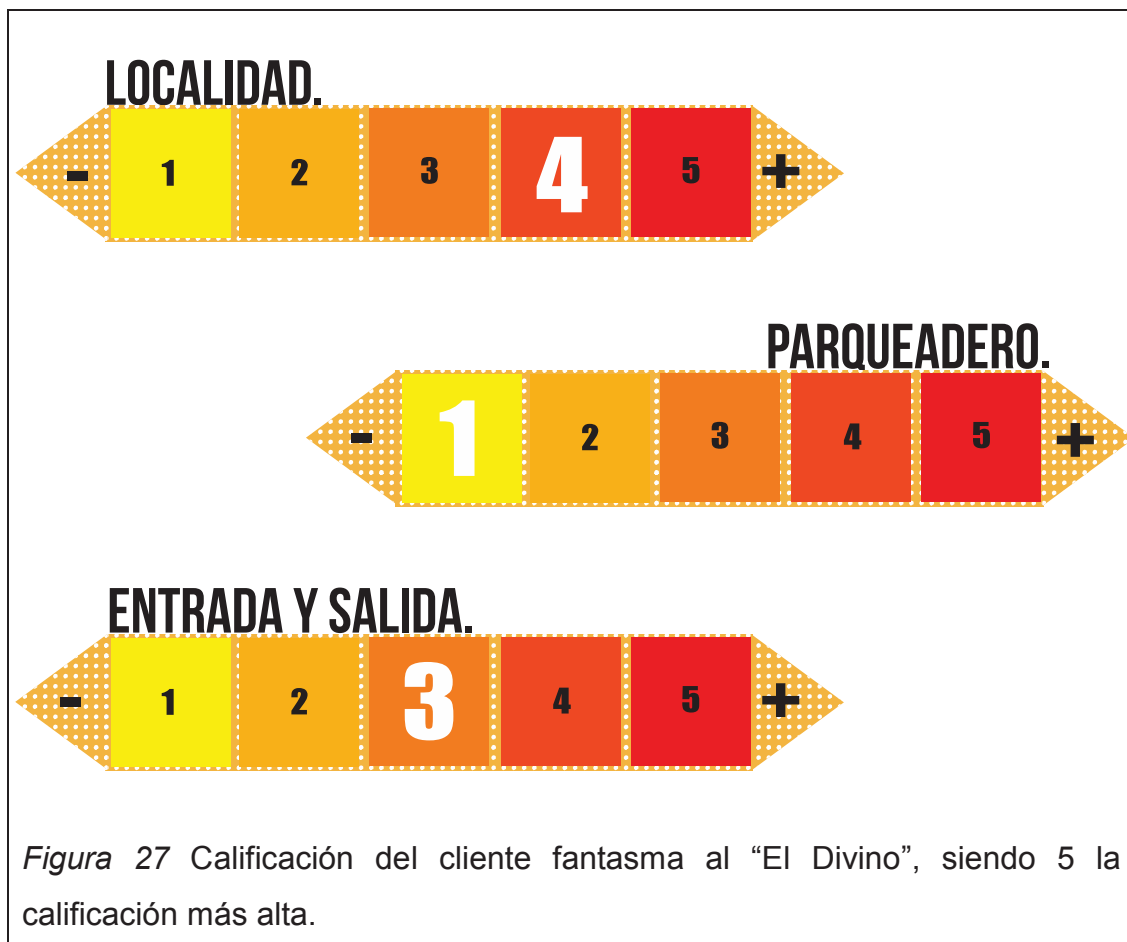 LOCALIDAD.
- 1 2 3 4 5 +
PARQUEADERO.
- 1 2 3 4 5 +
ENTRADA Y SALIDA.
- 1 2 3 4 5 +
Figura 27 Calificación del cliente fantasma al “El Divino”, siendo 5 la
calificación más alta.